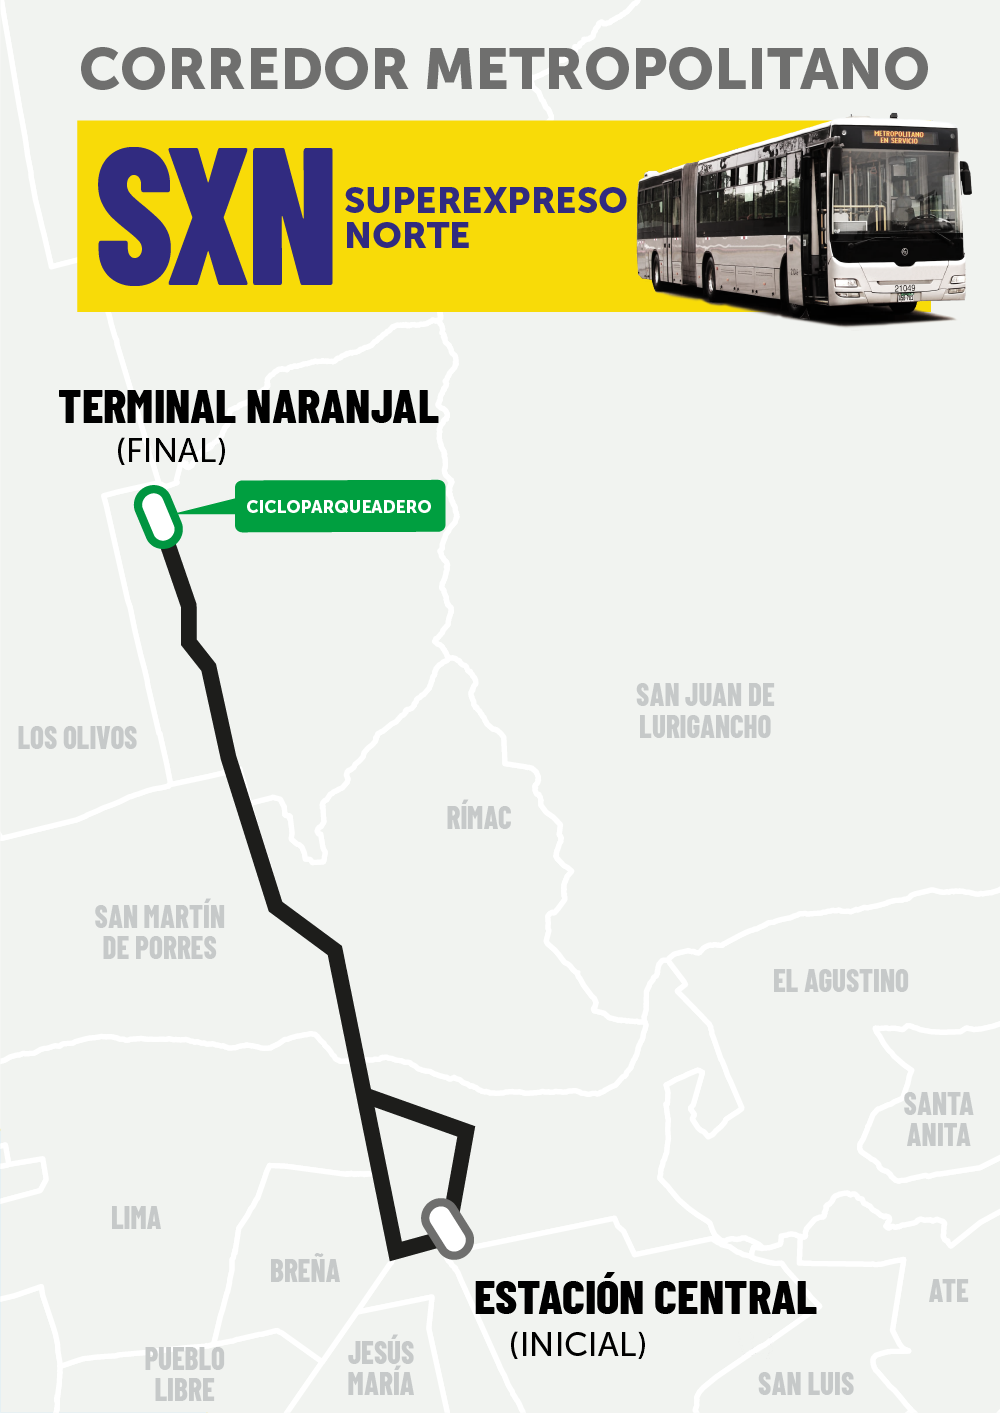 CORREDOR METROPOLITANO
SXN
SUPEREXPRESO
NORTE
METROPOLITANO
EN SERVICIO
21049
TERMINAL NARANJAL
(FINAL)
CICLOPARQUEADERO
SAN JUAN DE
LURIGANCHO
LOS OLIVOS
RÍMAC
SAN MARTÍN
DE PORRES
EL AGUSTINO
SANTA
ANITA
LIMA
BREÑA
ESTACIÓN CENTRAL
(INICIAL)
ATE
PUEBLO
LIBRE
JESÚS
MARÍA
SAN LUIS